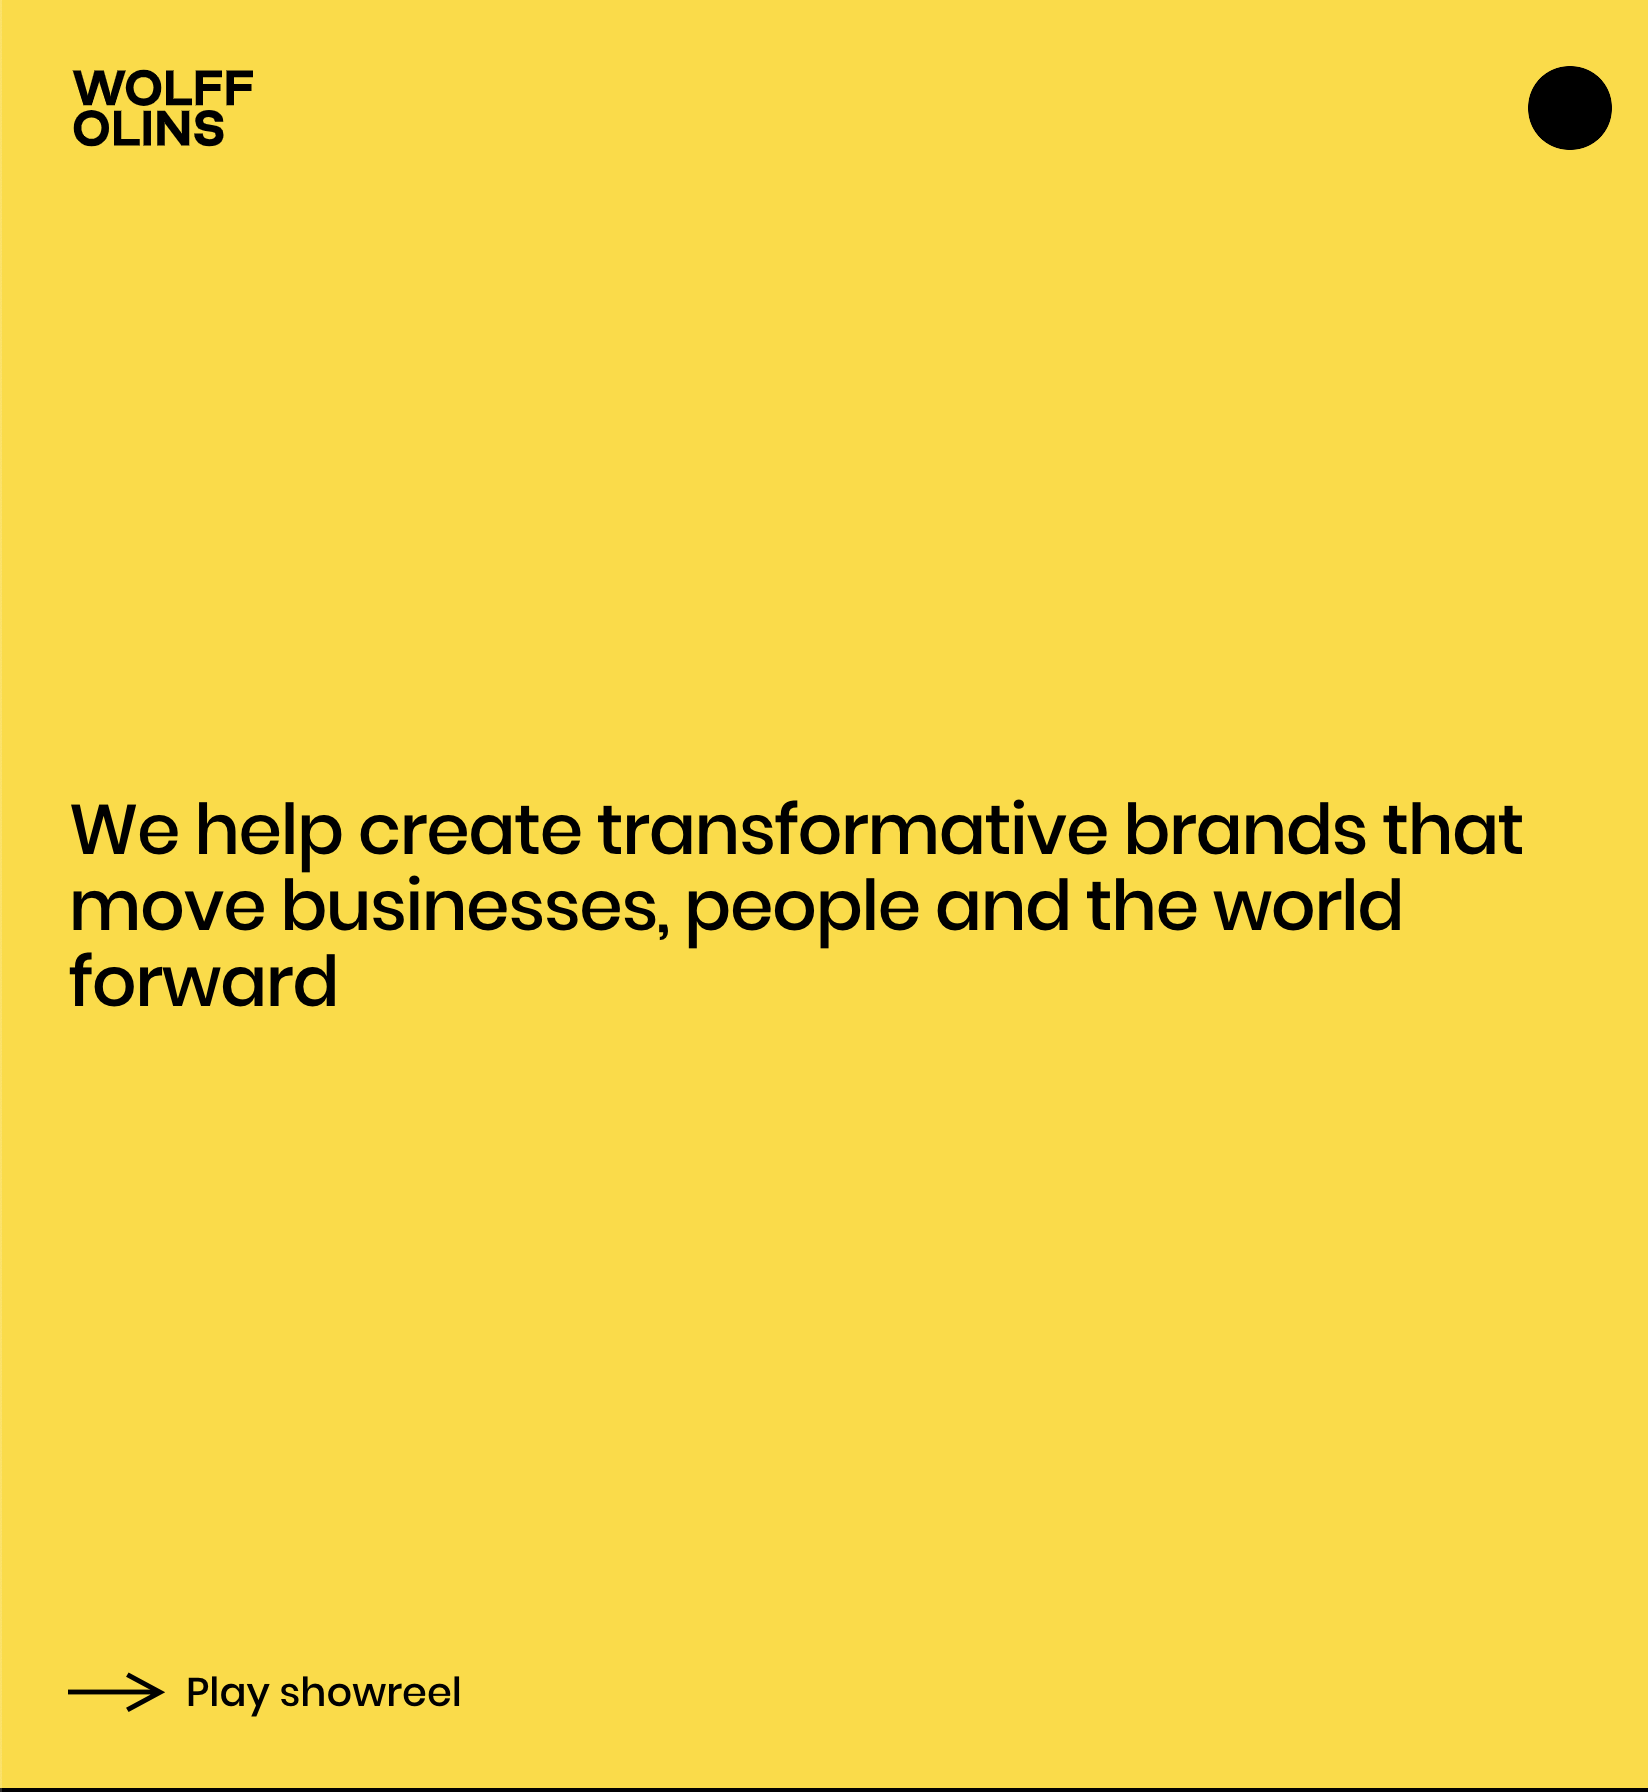 WOLFF
OLINS
We help create transformative brands that
move businesses, people and the world
forward
Play showreel